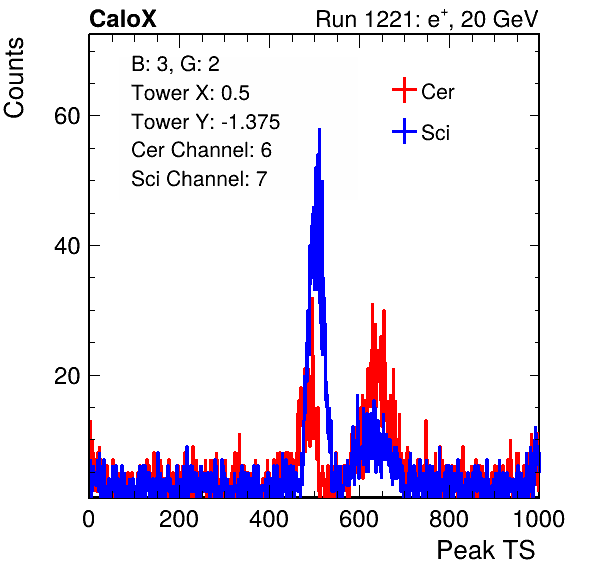 CaloX Run 1221: e⁺, 20 GeV
Counts
B: 3, G: 2
Tower X: 0.5
Tower Y: -1.375
Cer Channel: 6
Sci Channel: 7
Cer
Sci
60
40
20
0 200 400 600 800 1000
Peak TS